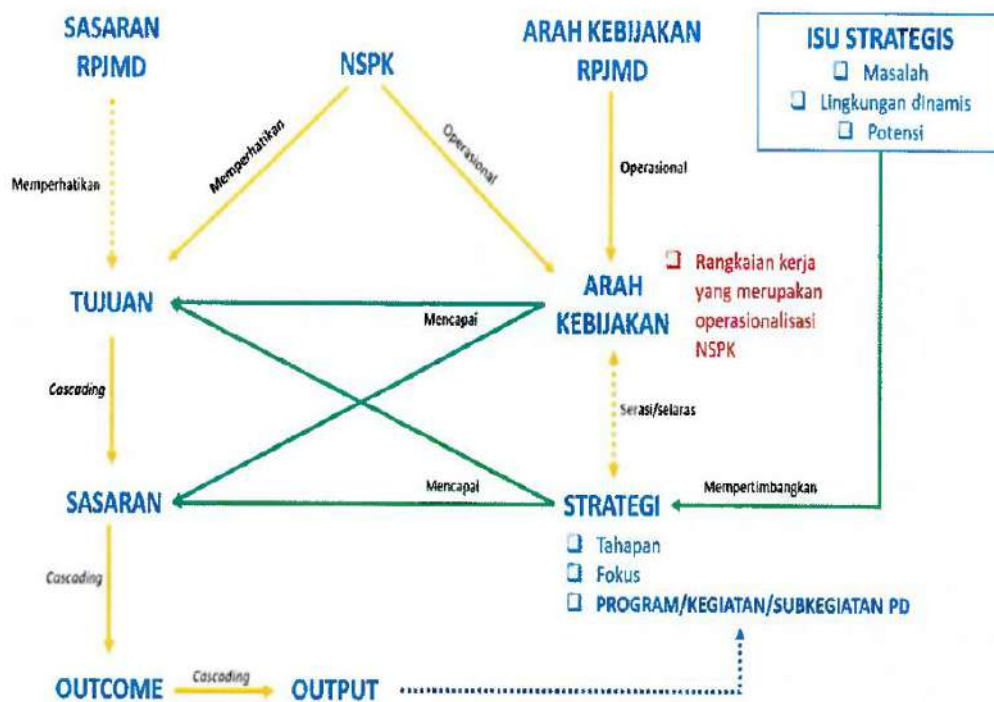 SASARAN
RPJMD
NSPK
ARAH KEBIJAKAN
RPJMD
ISU STRATEGIS
❑ Masalah
❑ Lingkungan dinamis
❑ Potensi
Memperhatikan
Memperhatikan
Operasional
Operasional
TUJUAN
Mencapai
ARAH
KEBIJAKAN
❑ Rangkaian kerja
yang merupakan
operasionalisasi
NSPK
Cascading
Serasi/selaras
SASARAN
Mencapai
STRATEGI
Mempertimbangkan
❑ Tahapan
❑ Fokus
❑ PROGRAM/KEGIATAN/SUBKEGIATAN PD
Cascading
OUTCOME
Cascading
OUTPUT